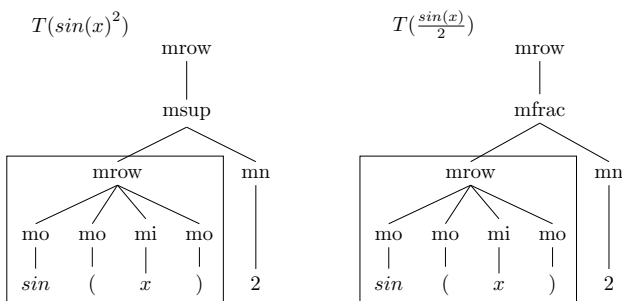 T(sin(x)²) T(sin(x)/2)
mrow mrow
msup mfrac
mrow mn mrow mn
mo mo mi mo mo mo mi mo
sin ( x ) 2 sin ( x ) 2